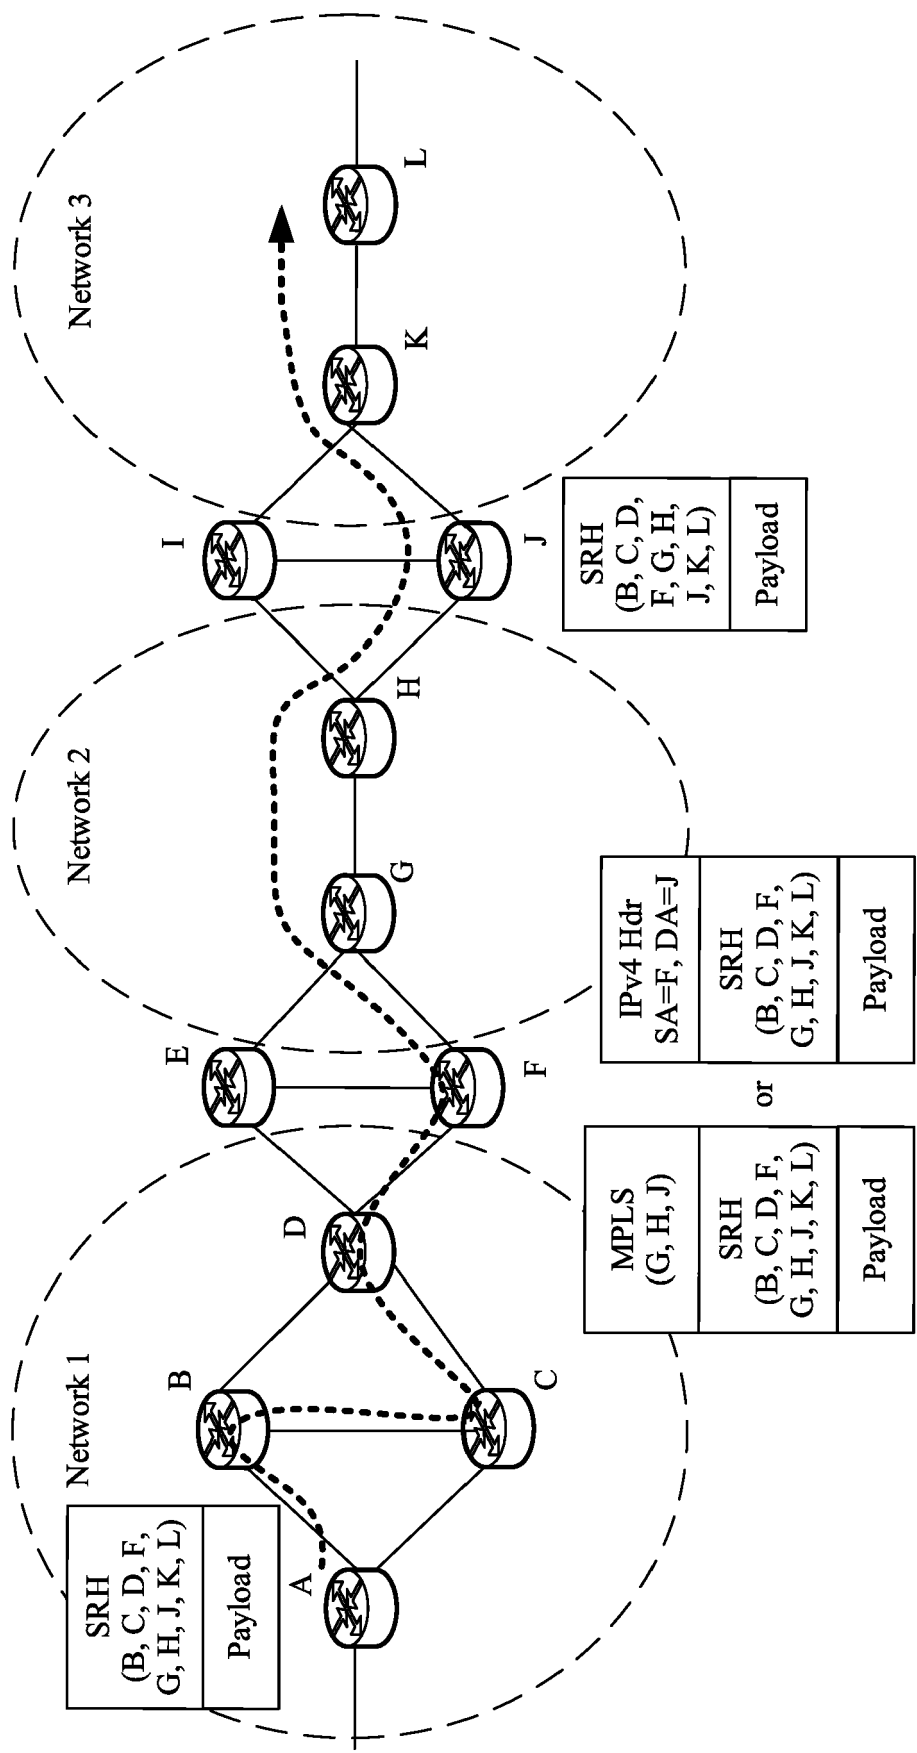 Network 1
Network 2
Network 3
SRH
(B, C, D, F,
G, H, J, K, L)
Payload
A
B
C
D
E
F
G
H
I
J
K
L
MPLS
(G, H, J)
SRH
(B, C, D, F,
G, H, J, K, L)
Payload
or
IPv4 Hdr
SA=F, DA=J
SRH
(B, C, D, F,
G, H, J, K, L)
Payload
SRH
(B, C, D,
F, G, H,
J, K, L)
Payload